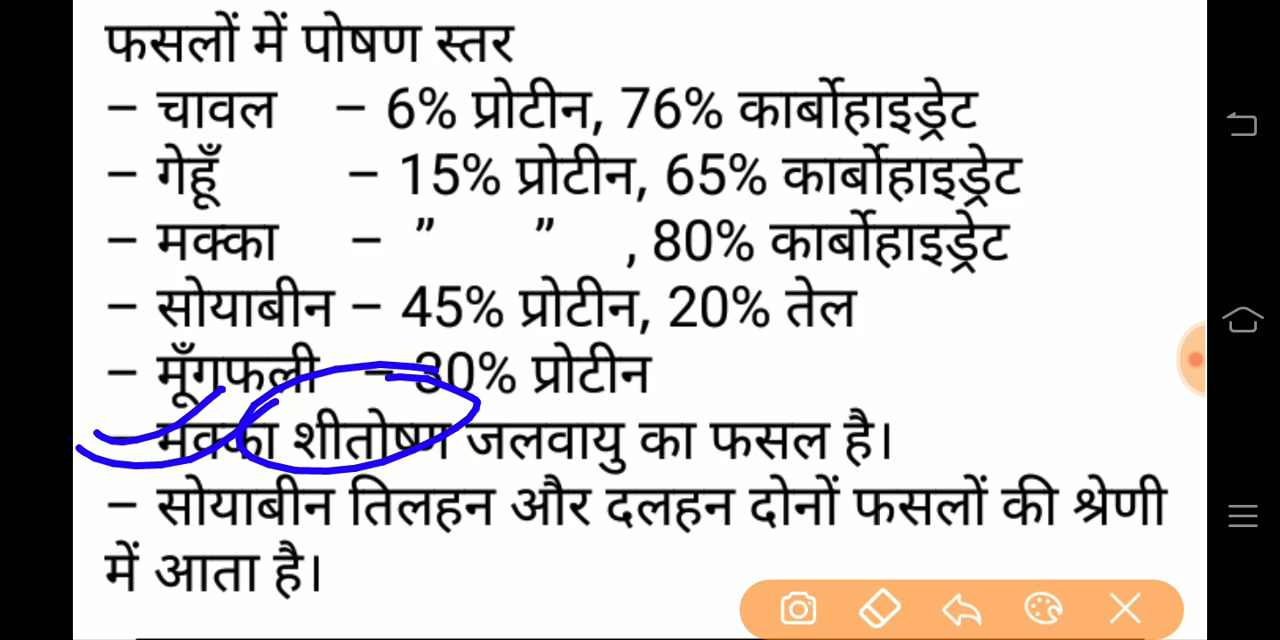 फसलों में पोषण स्तर
– चावल – 6% प्रोटीन, 76% कार्बोहाइड्रेट
– गेहूँ – 15% प्रोटीन, 65% कार्बोहाइड्रेट
– मक्का – ” ” , 80% कार्बोहाइड्रेट
– सोयाबीन – 45% प्रोटीन, 20% तेल
– मूँगफली – 30% प्रोटीन
– मक्का शीतोष्ण जलवायु का फसल है।
– सोयाबीन तिलहन और दलहन दोनों फसलों की श्रेणी
में आता है।